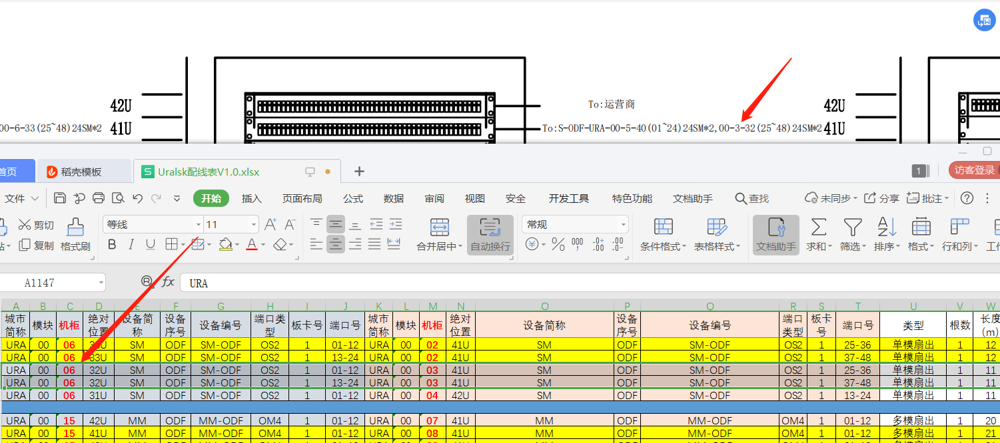 42U
To:运营商
42U
00-6-33(25~48)24SM*2
41U
To:S-ODF-URA-00-5-40(01~24)24SM*2,00-3-32(25~48)24SM*2
41U
首页
稻壳模板
S
Uralsk配线表V1.0.xlsx
+
1
访客登录
文件
开始
插入
页面布局
公式
数据
审阅
视图
安全
开发工具
特色功能
文档助手
查找
未同步
分享
批注
剪切
复制
格式刷
等线
11
合并居中
自动换行
常规
条件格式
表格样式
文档助手
求和
筛选
排序
格式
行和列
A1147
fx
URA
A B C D E F G H I J K L M N O P Q R S T U V W
城市简称 模块 机柜 绝对位置 设备简称 设备序号 设备编号 端口类型 板卡号 端口号 城市简称 模块 机柜 绝对位置 设备简称 设备序号 设备编号 端口类型 板卡号 端口号 类型 根数 长度(m)
URA 00 06 SM ODF SM-ODF OS2 1 01-12 URA 00 02 41U SM ODF SM-ODF OS2 1 25-36 单模扇出 1 12
URA 00 06 33U SM ODF SM-ODF OS2 1 13-24 URA 00 02 41U SM ODF SM-ODF OS2 1 37-48 单模扇出 1 12
URA 00 06 32U SM ODF SM-ODF OS2 1 01-12 URA 00 03 41U SM ODF SM-ODF OS2 1 25-36 单模扇出 1 11
URA 00 06 32U SM ODF SM-ODF OS2 1 13-24 URA 00 03 41U SM ODF SM-ODF OS2 1 37-48 单模扇出 1 11
URA 00 06 31U SM ODF SM-ODF OS2 1 01-12 URA 00 04 42U SM ODF SM-ODF OS2 1 13-24 单模扇出 1 11
URA 00 15 42U MM ODF MM-ODF OM4 1 01-12 URA 00 07 41U MM ODF MM-ODF OM4 1 01-12 多模扇出 1 20
URA 00 15 41U MM ODF MM-ODF OM4 1 01-12 URA 00 08 41U MM ODF MM-ODF OM4 1 01-12 多模扇出 1 21